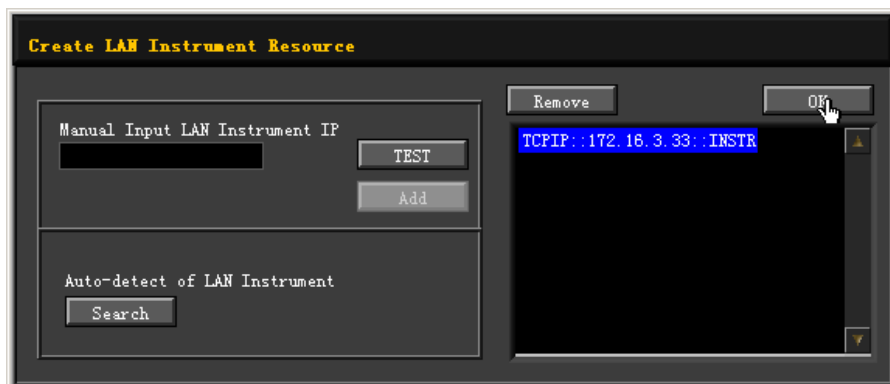 Create LAN Instrument Resource
Remove
OK
Manual Input LAN Instrument IP
TEST
Add
TCPIP::172.16.3.33::INSTR
Auto-detect of LAN Instrument
Search